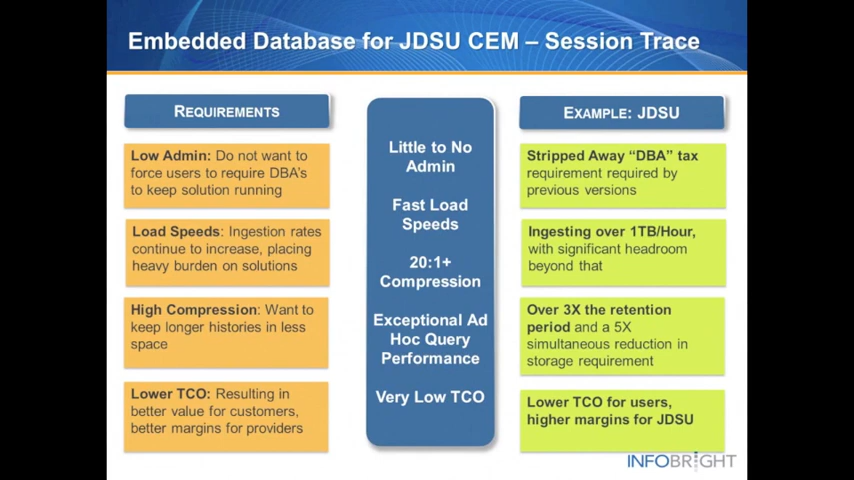 Embedded Database for JDSU CEM – Session Trace
REQUIREMENTS
Low Admin: Do not want to
force users to require DBA's
to keep solution running
Load Speeds: Ingestion rates
continue to increase, placing
heavy burden on solutions
High Compression: Want to
keep longer histories in less
space
Lower TCO: Resulting in
better value for customers,
better margins for providers
Little to No
Admin
Fast Load
Speeds
20:1+
Compression
Exceptional Ad
Hoc Query
Performance
Very Low TCO
EXAMPLE: JDSU
Stripped Away “DBA” tax
requirement required by
previous versions
Ingesting over 1TB/Hour,
with significant headroom
beyond that
Over 3X the retention
period and a 5X
simultaneous reduction in
storage requirement
Lower TCO for users,
higher margins for JDSU
INFOBRIGHT